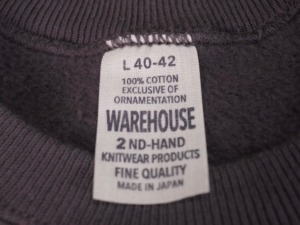 L 40-42
100% COTTON
EXCLUSIVE OF
ORNAMENTATION
WAREHOUSE
2 ND-HAND
KNITWEAR PRODUCTS
FINE QUALITY
MADE IN JAPAN